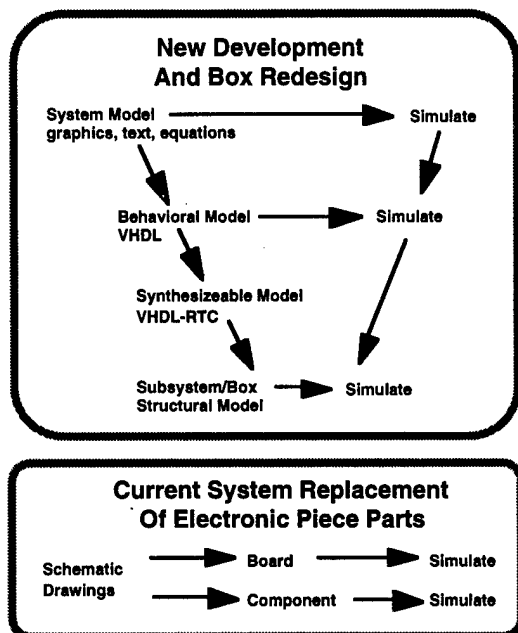 New Development
And Box Redesign
System Model
graphics, text, equations
Simulate
Behavioral Model
VHDL
Simulate
Synthesizeable Model
VHDL-RTC
Subsystem/Box
Structural Model
Simulate
Current System Replacement
Of Electronic Piece Parts
Schematic
Drawings
Board
Simulate
Component
Simulate